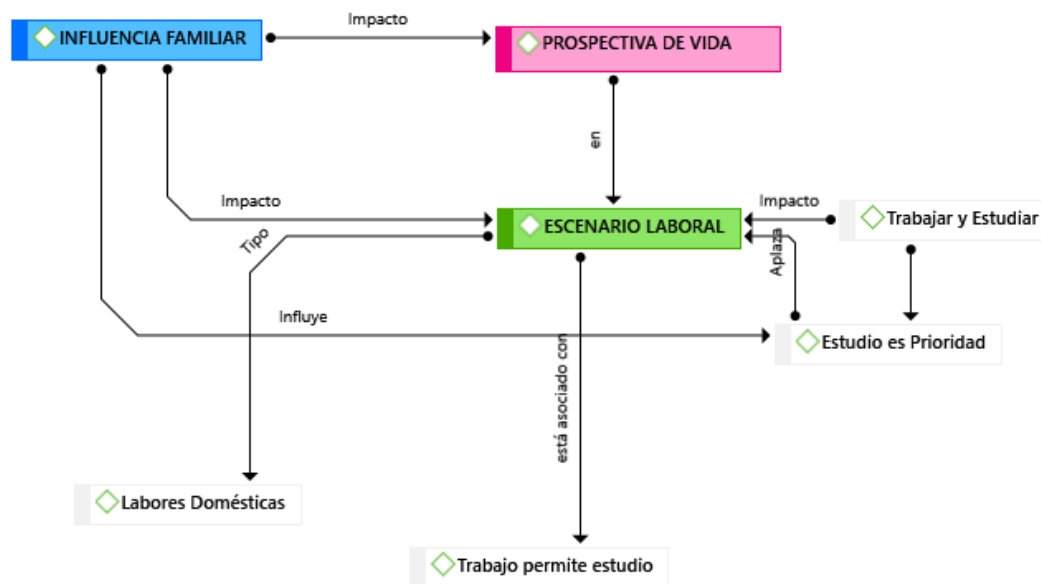 Impacto
INFLUENCIA FAMILIAR
PROSPECTIVA DE VIDA
en
Impacto
Impacto
Trabajar y Estudiar
ESCENARIO LABORAL
Tipo
Aplaza
Influye
Estudio es Prioridad
está asociado con
Labores Domésticas
Trabajo permite estudio